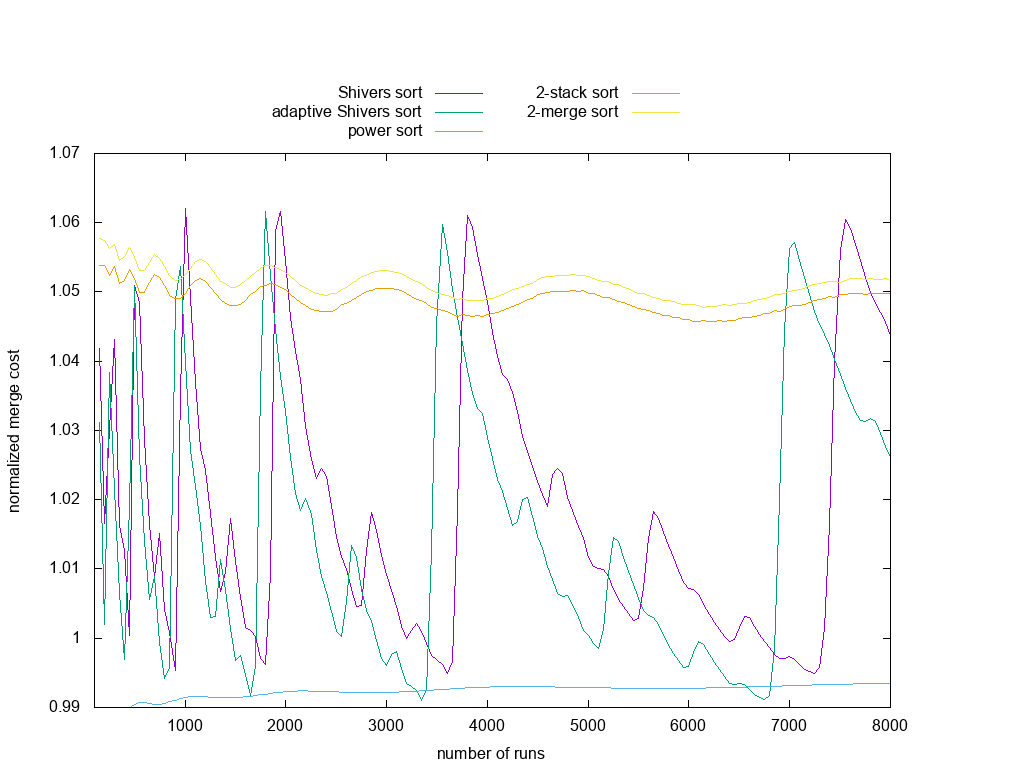 Shivers sort
adaptive Shivers sort
power sort
2-stack sort
2-merge sort
1.07
1.06
1.05
1.04
1.03
1.02
1.01
1
0.99
1000 2000 3000 4000 5000 6000 7000 8000
normalized merge cost
number of runs